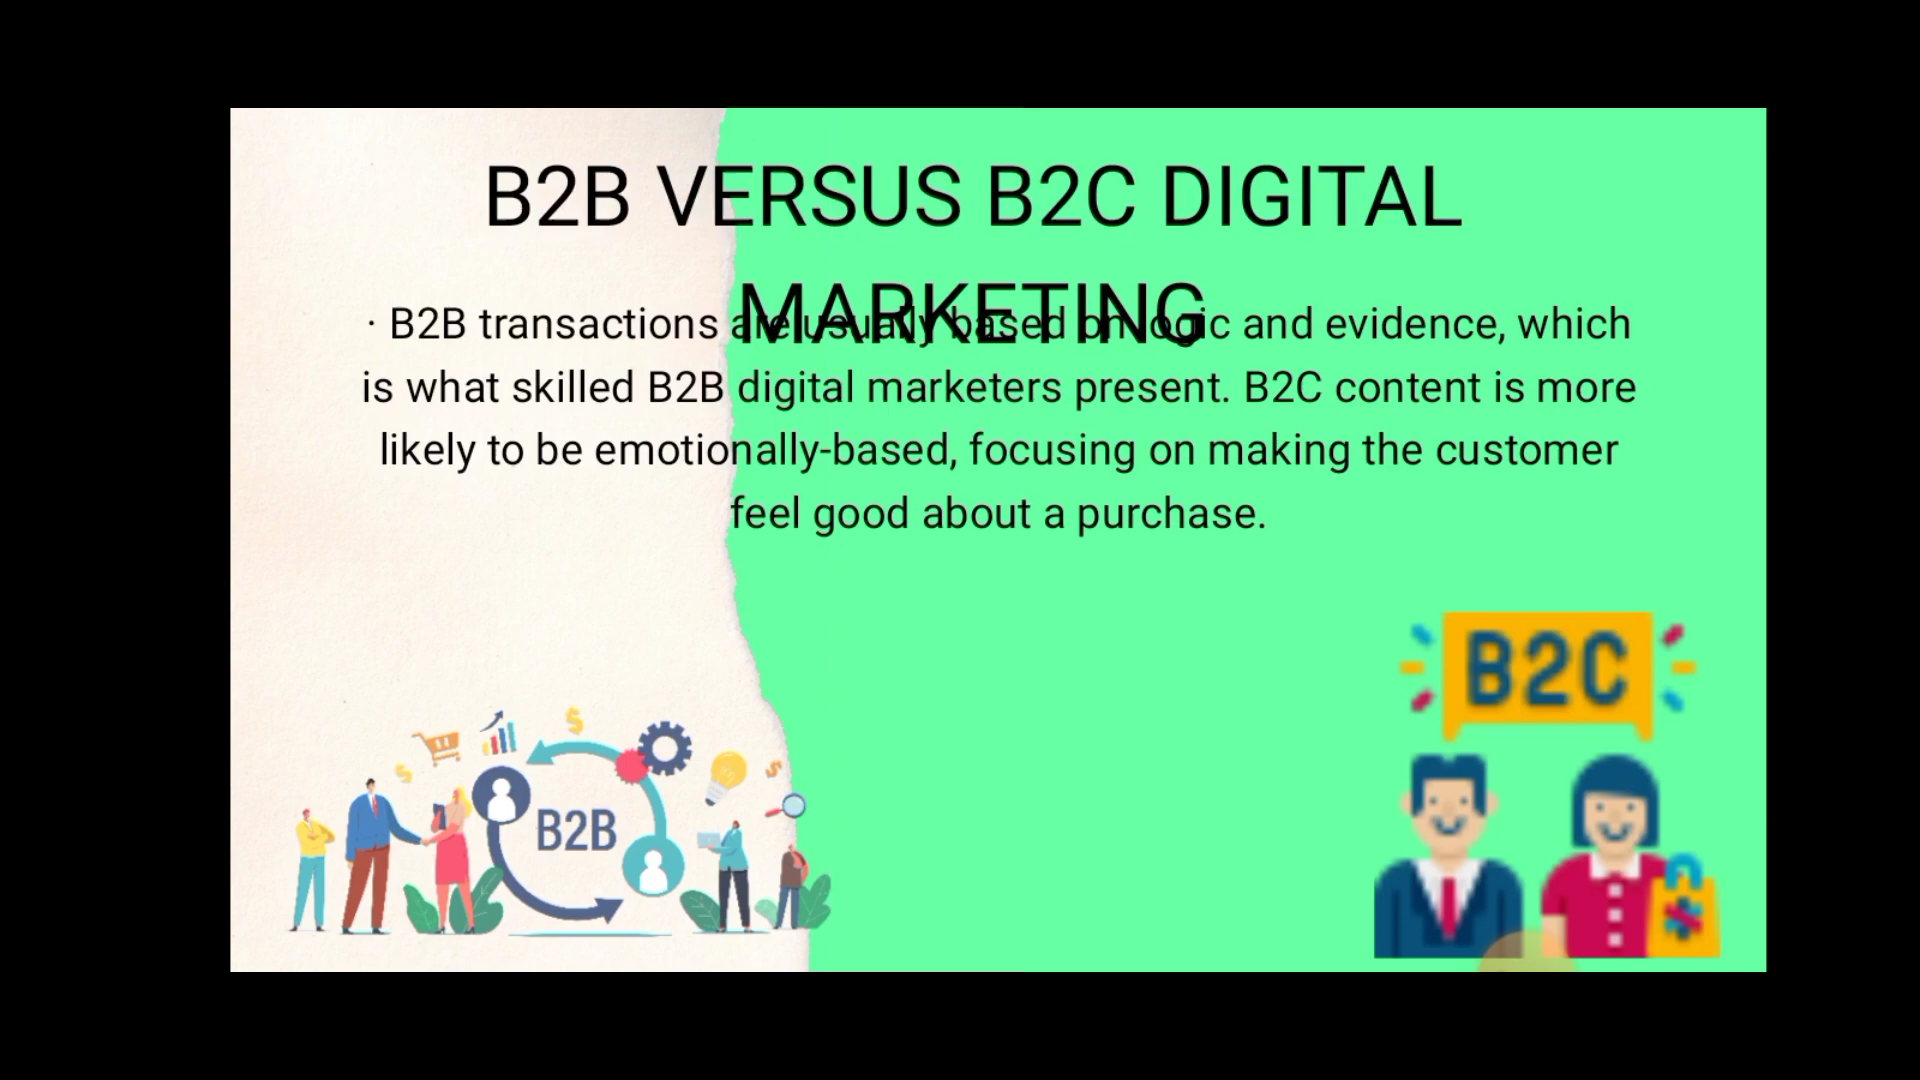 B2B VERSUS B2C DIGITAL
MARKETING
· B2B transactions are usually based on logic and evidence, which
is what skilled B2B digital marketers present. B2C content is more
likely to be emotionally-based, focusing on making the customer
feel good about a purchase.
B2C
B2B